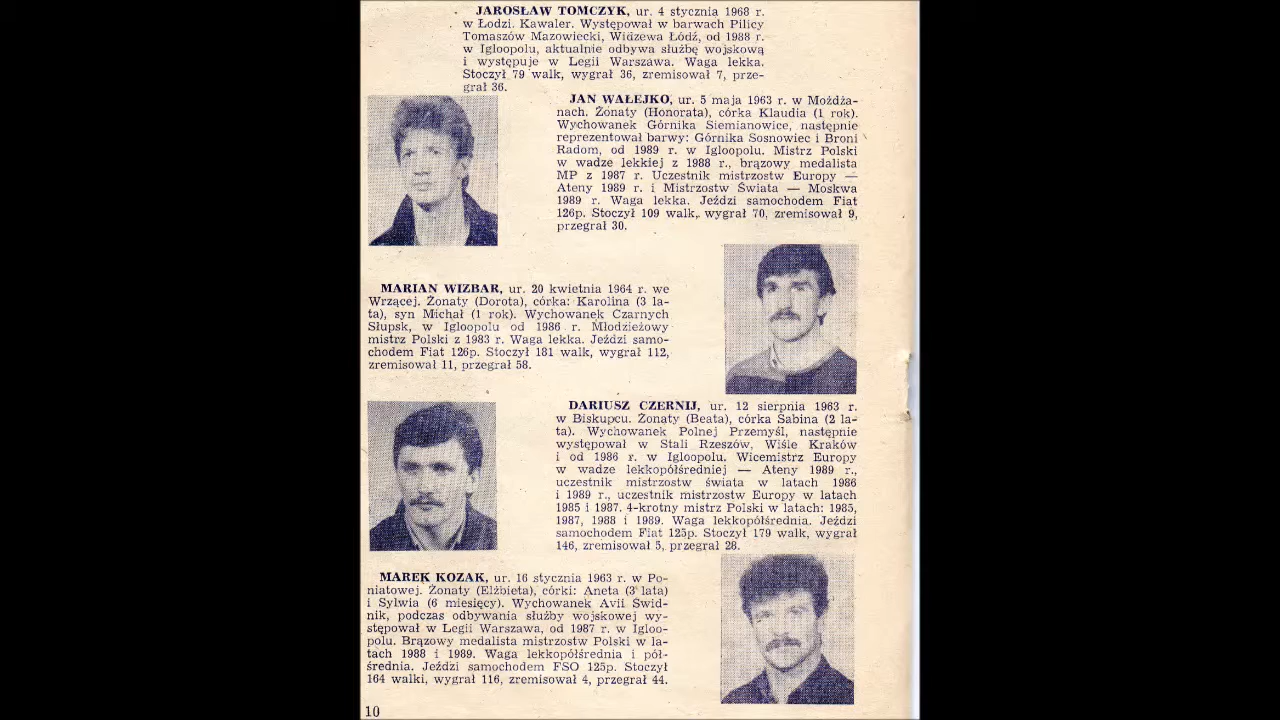 JAROSŁAW TOMCZYK, ur. 4 stycznia 1968 r.
w Łodzi. Kawaler. Występował w barwach Pilicy
Tomaszów Mazowiecki, Widzewa Łódź, od 1988 r.
w Igloopolu, aktualnie odbywa służbę wojskową
i występuje w Legii Warszawa. Waga lekka.
Stoczył 79 walk, wygrał 36, zremisował 7, prze-
grał 36.
JAN WAŁEJKO, ur. 5 maja 1963 r. w Możdża-
nach. Żonaty (Honorata), córka Klaudia (1 rok).
Wychowanek Górnika Siemianowice, następnie
reprezentował barwy: Górnika Sosnowiec i Broni
Radom, od 1989 r. w Igloopolu. Mistrz Polski
w wadze lekkiej z 1988 r., brązowy medalista
MP z 1987 r. Uczestnik mistrzostw Europy —
Ateny 1989 r. i Mistrzostw Świata — Moskwa
1989 r. Waga lekka. Jeździ samochodem Fiat
126p. Stoczył 109 walk, wygrał 70, zremisował 9,
przegrał 30.
MARIAN WIZBAR, ur. 20 kwietnia 1964 r. we
Wrzącej. Żonaty (Dorota), córka: Karolina (3 la-
ta), syn Michał (1 rok). Wychowanek Czarnych
Słupsk, w Igloopolu od 1986 r. Młodzieżowy
mistrz Polski z 1983 r. Waga lekka. Jeździ samo-
chodem Fiat 126p. Stoczył 181 walk, wygrał 112,
zremisował 11, przegrał 58.
DARIUSZ CZERNIJ, ur. 12 sierpnia 1963 r.
w Biskupcu. Żonaty (Beata), córka Sabina (2 la-
ta). Wychowanek Polnej Przemyśl, następnie
występował w Stali Rzeszów, Wiśle Kraków
i od 1986 r. w Igloopolu. Wicemistrz Europy
w wadze lekkopółśredniej — Ateny 1989 r.,
uczestnik mistrzostw świata w latach 1986
i 1989 r., uczestnik mistrzostw Europy w latach
1985 i 1987. 4-krotny mistrz Polski w latach: 1985,
1987, 1988 i 1989. Waga lekkopółśrednia. Jeździ
samochodem Fiat 125p. Stoczył 179 walk, wygrał
146, zremisował 5, przegrał 28.
MAREK KOZAK, ur. 16 stycznia 1963 r. w Po-
niatowej. Żonaty (Elżbieta), córki: Aneta (3 lata)
i Sylwia (6 miesięcy). Wychowanek Avii Świd-
nik, podczas odbywania służby wojskowej wy-
stępował w Legii Warszawa, od 1987 r. w Igloo-
polu. Brązowy medalista mistrzostw Polski w la-
tach 1988 i 1989. Waga lekkopółśrednia i pół-
średnia. Jeździ samochodem FSO 125p. Stoczył
164 walki, wygrał 116, zremisował 4, przegrał 44.
10